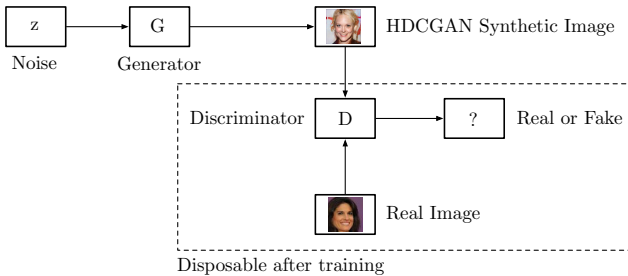 z
G
HDCGAN Synthetic Image
Noise
Generator
Discriminator
D
?
Real or Fake
Real Image
Disposable after training